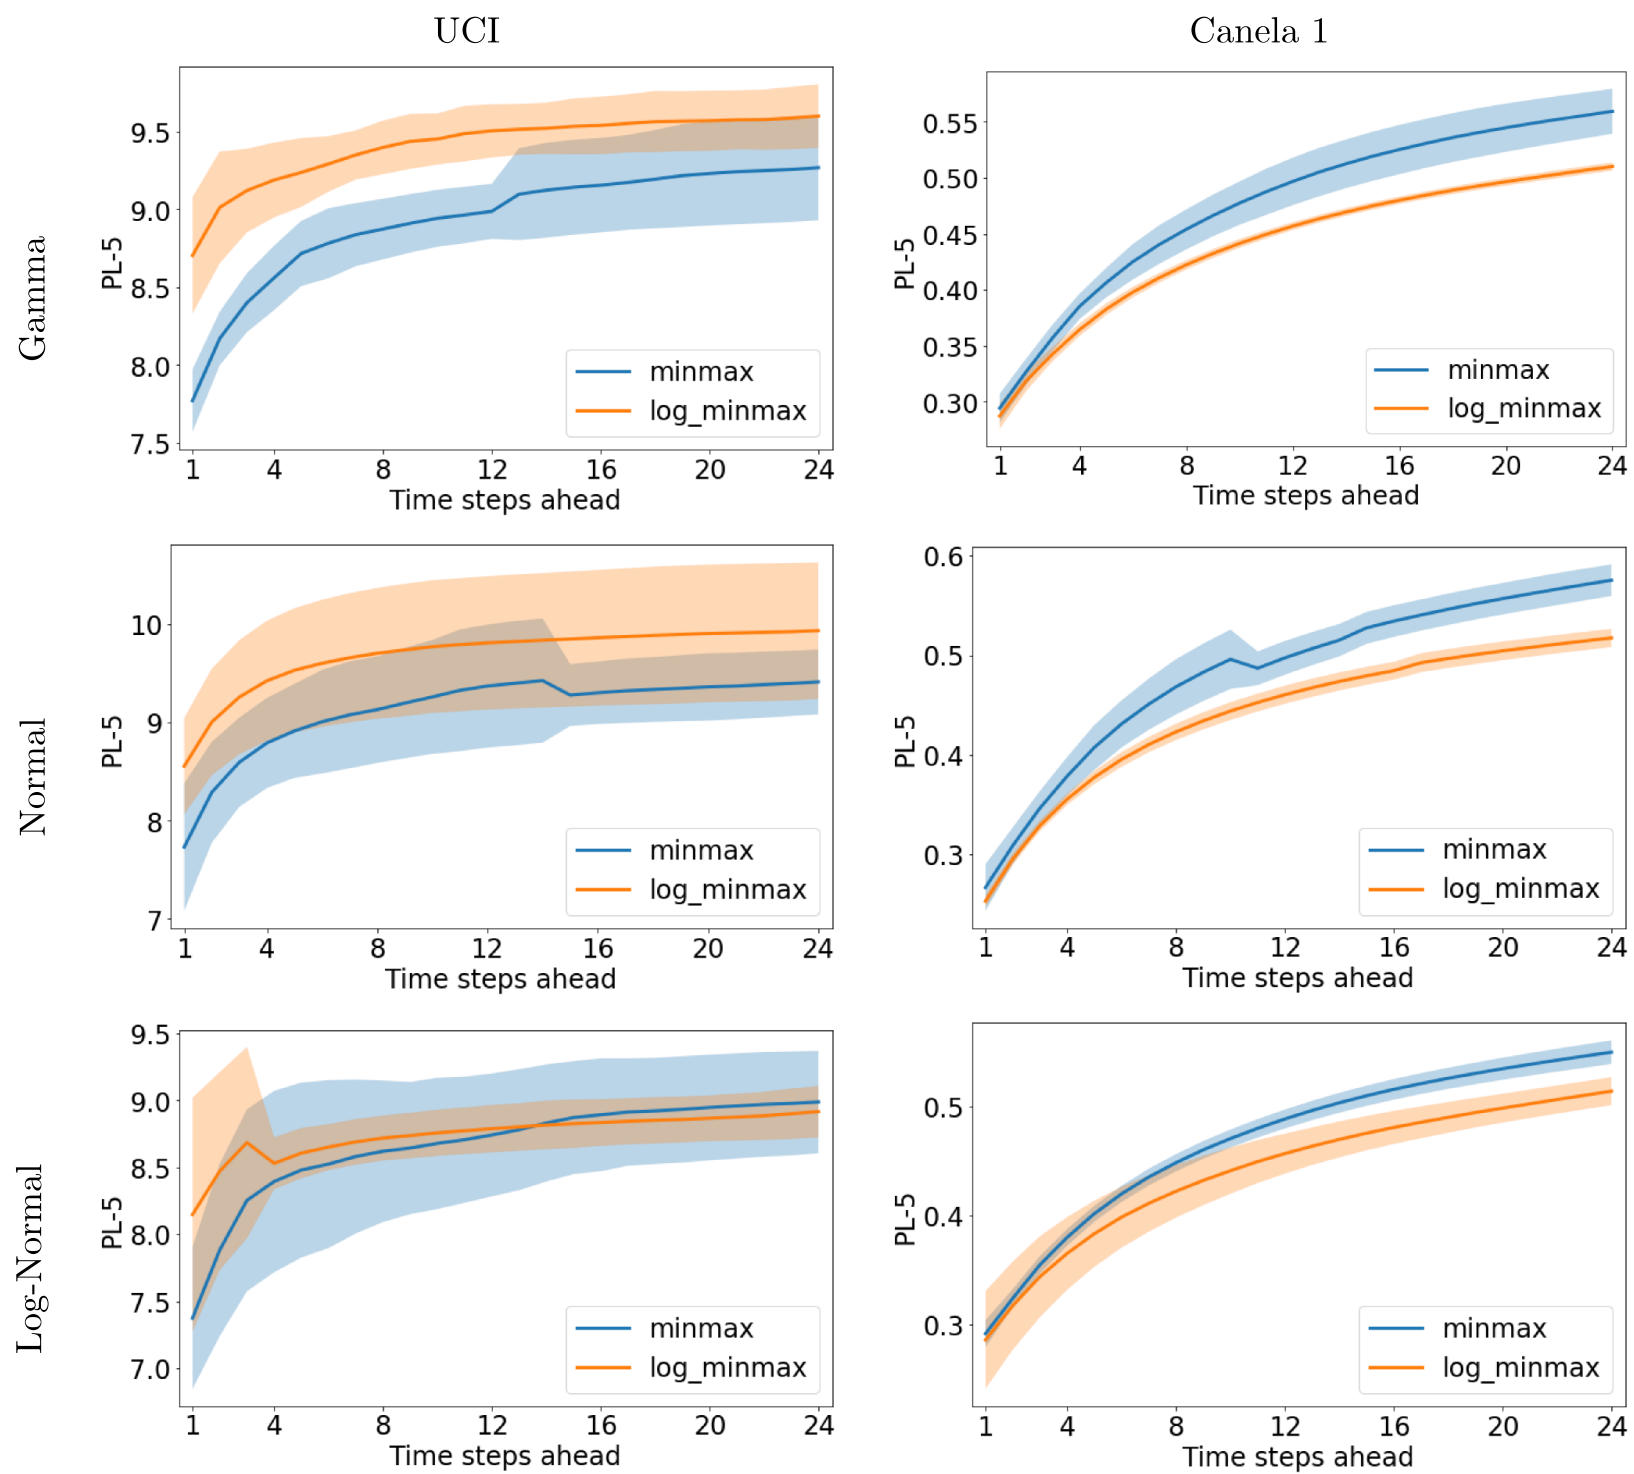 UCI
Canela 1
Gamma
PL-5
9.5
9.0
8.5
8.0
7.5
1 4 8 12 16 20 24
Time steps ahead
minmax
log_minmax
PL-5
0.55
0.50
0.45
0.40
0.35
0.30
1 4 8 12 16 20 24
Time steps ahead
minmax
log_minmax
Normal
PL-5
10
9
8
7
1 4 8 12 16 20 24
Time steps ahead
minmax
log_minmax
PL-5
0.6
0.5
0.4
0.3
1 4 8 12 16 20 24
Time steps ahead
minmax
log_minmax
Log-Normal
PL-5
9.5
9.0
8.5
8.0
7.5
7.0
1 4 8 12 16 20 24
Time steps ahead
minmax
log_minmax
PL-5
0.5
0.4
0.3
1 4 8 12 16 20 24
Time steps ahead
minmax
log_minmax